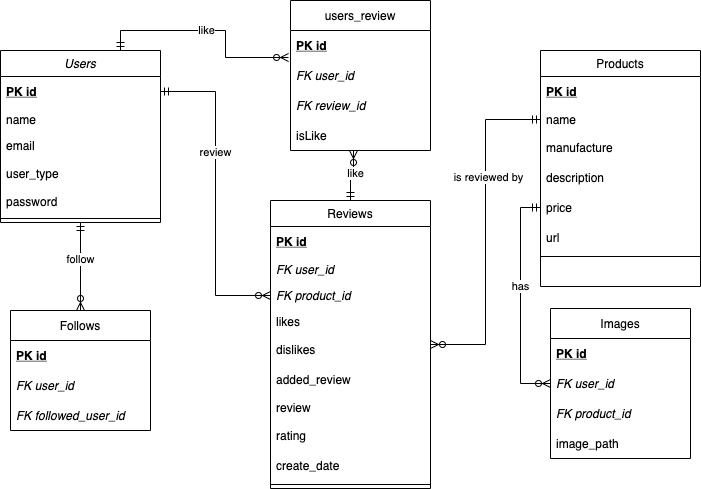 like
users_review
PK id
FK user_id
FK review_id
isLike
Users
PK id
name
email
user_type
password
Products
PK id
name
manufacture
description
price
url
review
like
is reviewed by
Reviews
PK id
FK user_id
FK product_id
likes
dislikes
added_review
review
rating
create_date
follow
Follows
PK id
FK user_id
FK followed_user_id
has
Images
PK id
FK user_id
FK product_id
image_path